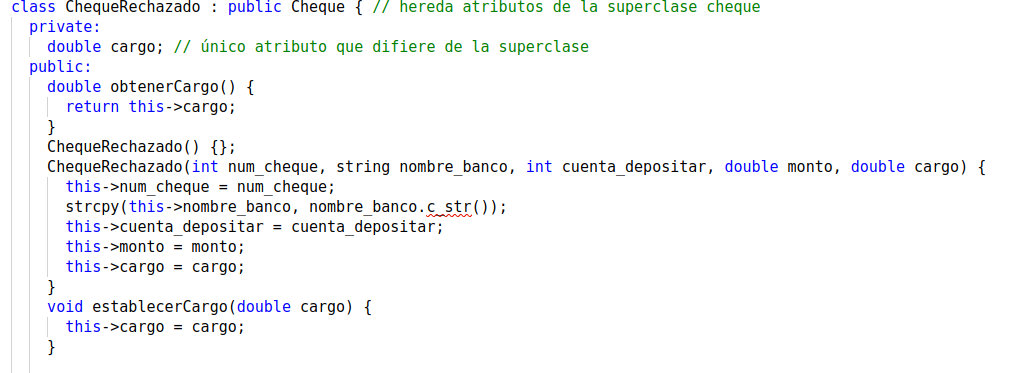 class ChequeRechazado : public Cheque { // hereda atributos de la superclase cheque
private:
double cargo; // único atributo que difiere de la superclase
public:
double obtenerCargo() {
return this->cargo;
}
ChequeRechazado() {};
ChequeRechazado(int num_cheque, string nombre_banco, int cuenta_depositar, double monto, double cargo) {
this->num_cheque = num_cheque;
strcpy(this->nombre_banco, nombre_banco.c_str());
this->cuenta_depositar = cuenta_depositar;
this->monto = monto;
this->cargo = cargo;
}
void establecerCargo(double cargo) {
this->cargo = cargo;
}